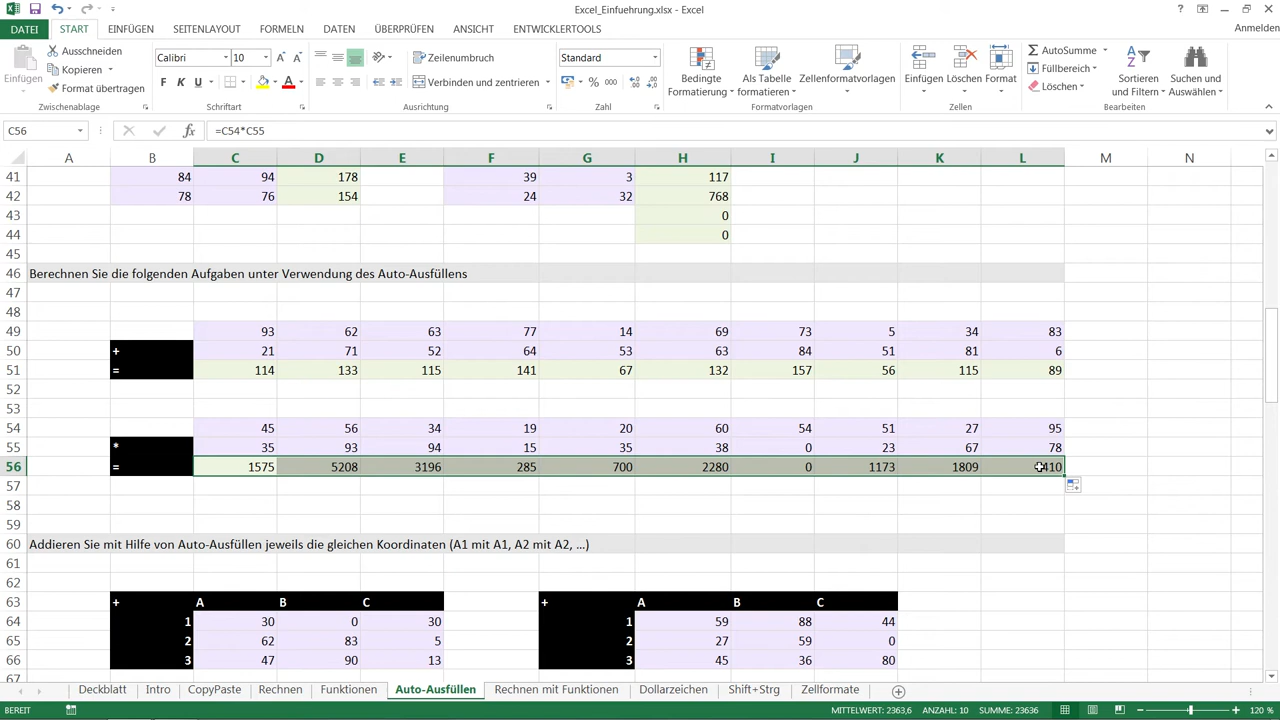 Excel_Einfuehrung.xlsx - Excel
DATEI START EINFÜGEN SEITENLAYOUT FORMELN DATEN ÜBERPRÜFEN ANSICHT ENTWICKLERTOOLS Anmelden
Einfügen
Ausschneiden
Kopieren
Format übertragen
Zwischenablage
Calibri 10
F K U
Schriftart
Zeilenumbruch
Verbinden und zentrieren
Ausrichtung
Standard
% 000
Zahl
Bedingte Formatierung
Als Tabelle formatieren
Zellenformatvorlagen
Formatvorlagen
Einfügen Löschen Format
Zellen
AutoSumme
Füllbereich
Löschen
Sortieren und Filtern
Suchen und Auswählen
Bearbeiten
C56 fx =C54*C55
A B C D E F G H I J K L M N
41 84 94 178 39 3 117
42 78 76 154 24 32 768
43 0
44 0
45
46 Berechnen Sie die folgenden Aufgaben unter Verwendung des Auto-Ausfüllens
47
48
49 93 62 63 77 14 69 73 5 34 83
50 + 21 71 52 64 53 63 84 51 81 6
51 = 114 133 115 141 67 132 157 56 115 89
52
53
54 45 56 34 19 20 60 54 51 27 95
55 * 35 93 94 15 35 38 0 23 67 78
56 = 1575 5208 3196 285 700 2280 0 1173 1809
57
58
59
60 Addieren Sie mit Hilfe von Auto-Ausfüllen jeweils die gleichen Koordinaten (A1 mit A1, A2 mit A2, ...)
61
62
63 + A B C + A B C
64 1 30 0 30 1 59 88 44
65 2 62 83 5 2 27 59 0
66 3 47 90 13 3 45 36 80
67
Deckblatt Intro CopyPaste Rechnen Funktionen Auto-Ausfüllen Rechnen mit Funktionen Dollarzeichen Shift+Strg Zellformate
BEREIT MITTELWERT: 2363,6 ANZAHL: 10 SUMME: 23636 120 %